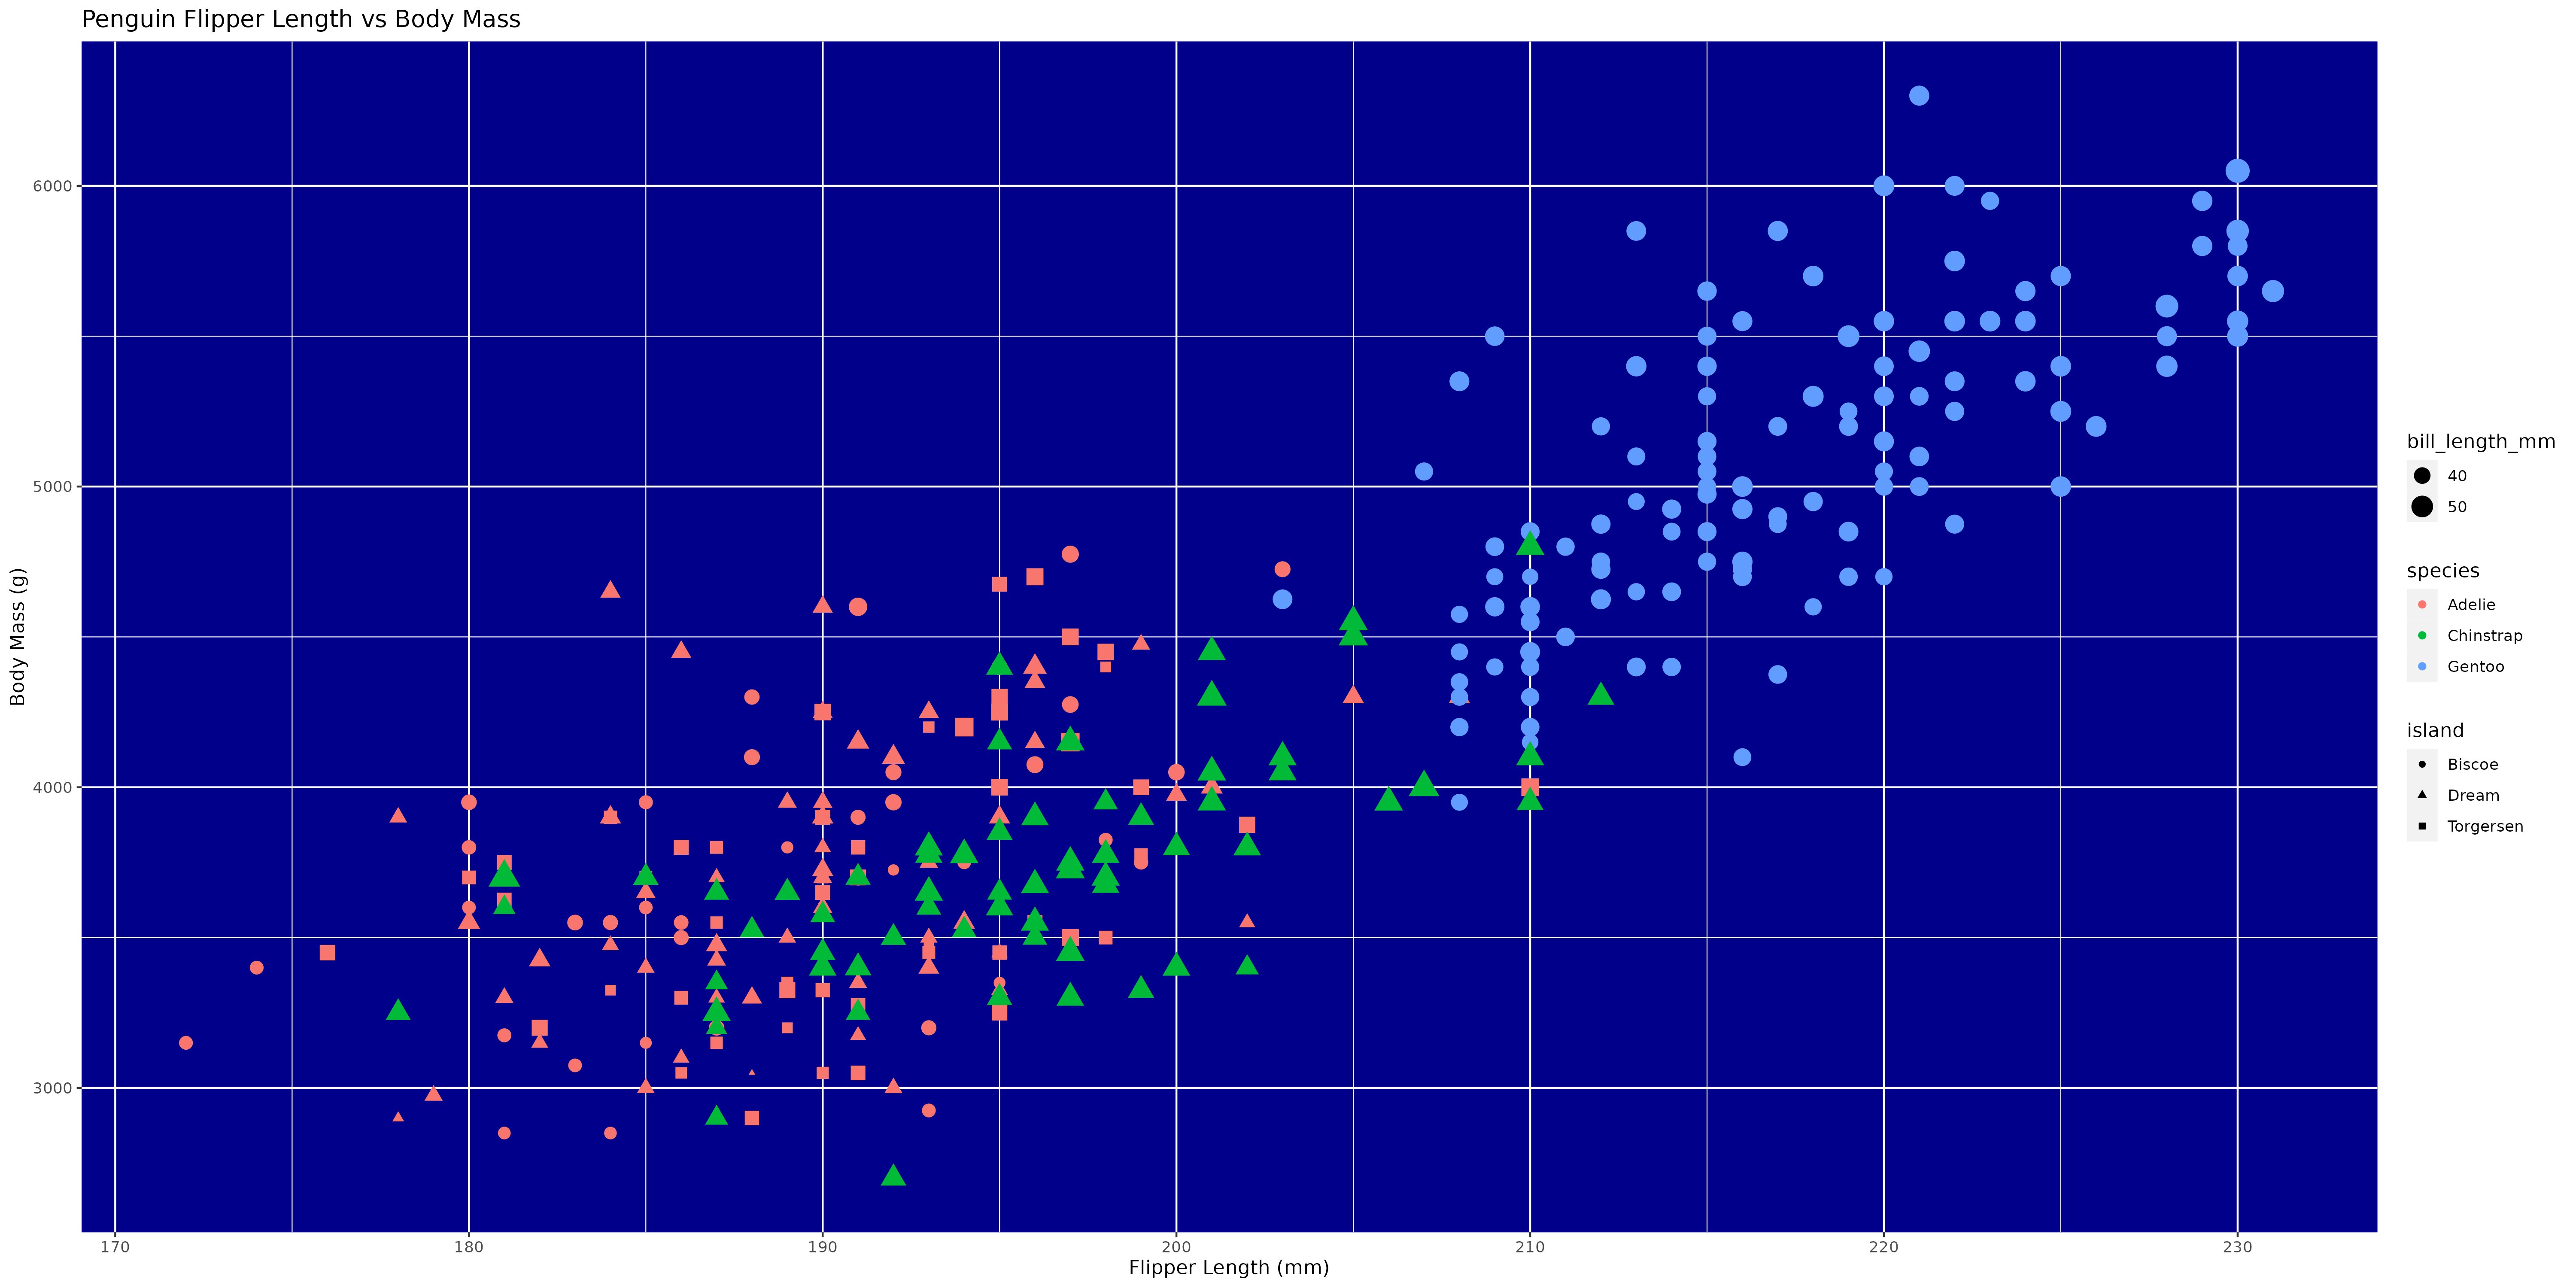 Penguin Flipper Length vs Body Mass
Body Mass (g)
6000
5000
4000
3000
170 180 190 200 210 220 230
Flipper Length (mm)
bill_length_mm
40
50
species
Adelie
Chinstrap
Gentoo
island
Biscoe
Dream
Torgersen